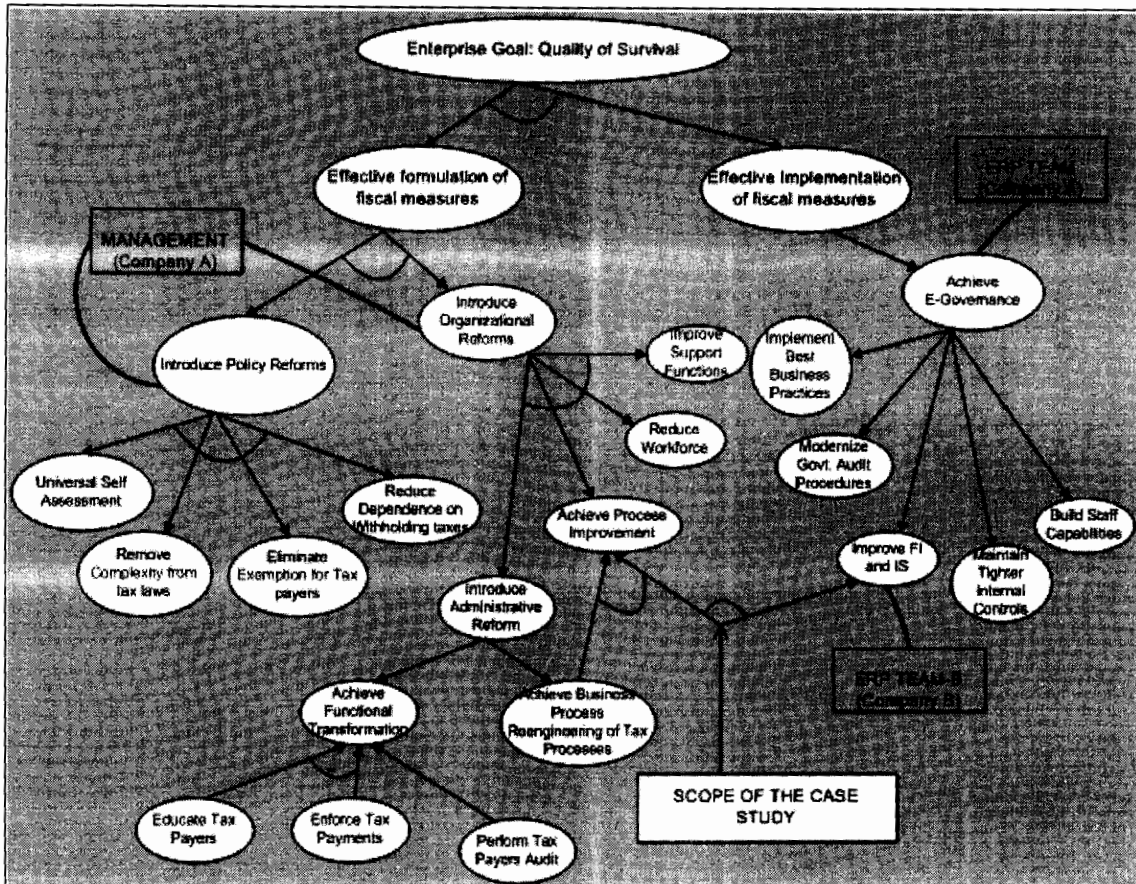 Enterprise Goal: Quality of Survival
Effective formulation of
fiscal measures
Effective Implementation
of fiscal measures
MANAGEMENT
(Company A)
Introduce
Organizational
Reforms
Achieve
E-Governance
Introduce Policy Reforms
Improve
Support
Functions
Implement
Best
Business
Practices
Reduce
Workforce
Modernize
Govt. Audit
Procedures
Universal Self
Assessment
Reduce
Dependence on
Withholding taxes
Achieve Process
Improvement
Build Staff
Capabilities
Remove
Complexity from
tax laws
Eliminate
Exemption for Tax
payers
Improve FI
and IS
Maintain
Tighter
Internal
Controls
Introduce
Administrative
Reform
ERP TEAM-B
(Company B)
Achieve
Functional
Transformation
Achieve Business
Process
Reengineering of Tax
Processes
SCOPE OF THE CASE
STUDY
Educate Tax
Payers
Enforce Tax
Payments
Perform Tax
Payers Audit